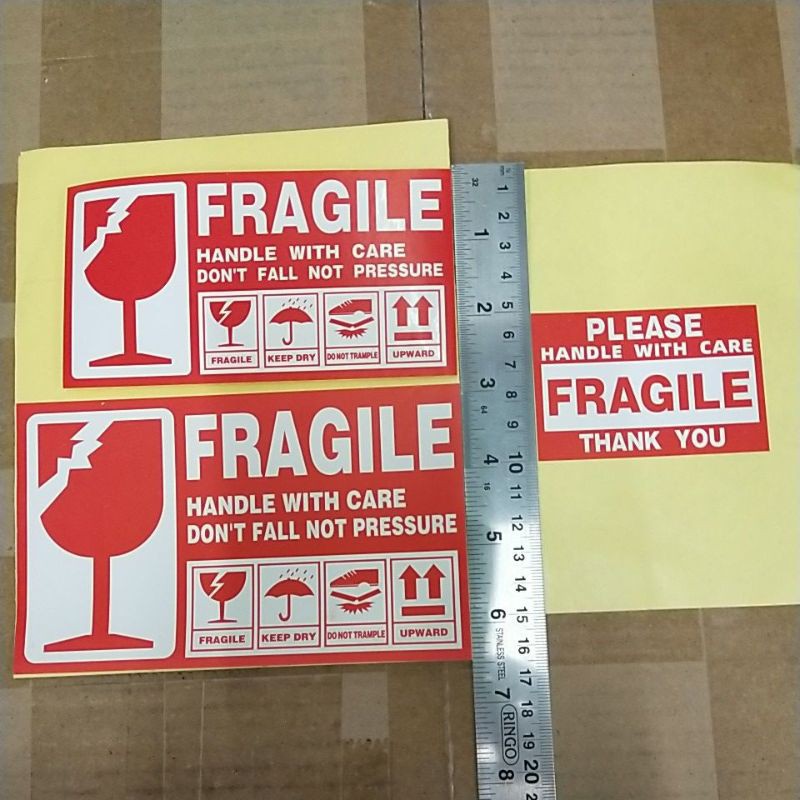 FRAGILE
HANDLE WITH CARE
DON'T FALL NOT PRESSURE
FRAGILE
KEEP DRY
DO NOT TRAMPLE
UPWARD
FRAGILE
HANDLE WITH CARE
DON'T FALL NOT PRESSURE
FRAGILE
KEEP DRY
DO NOT TRAMPLE
UPWARD
32
1
2
3
64
4
16
5
6
STAINLESS STEEL
7
RINGO
8
1
2
3
4
5
6
7
8
9
10
11
12
13
14
15
16
17
18
19
20
PLEASE
HANDLE WITH CARE
FRAGILE
THANK YOU